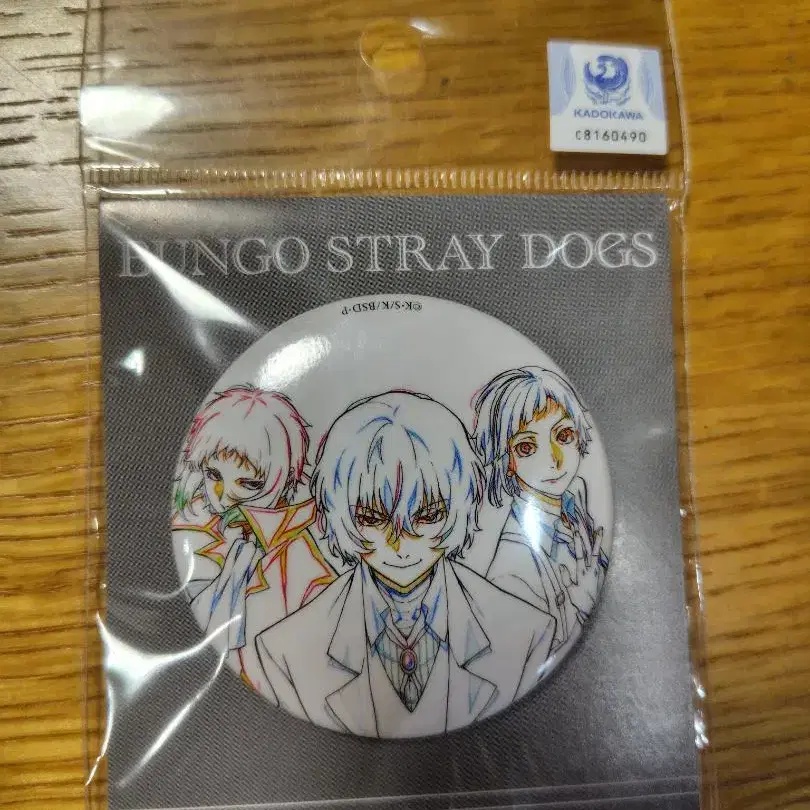 KADOKAWA
C8160490
BUNGO STRAY DOGS
©K・S/K/BSD・P